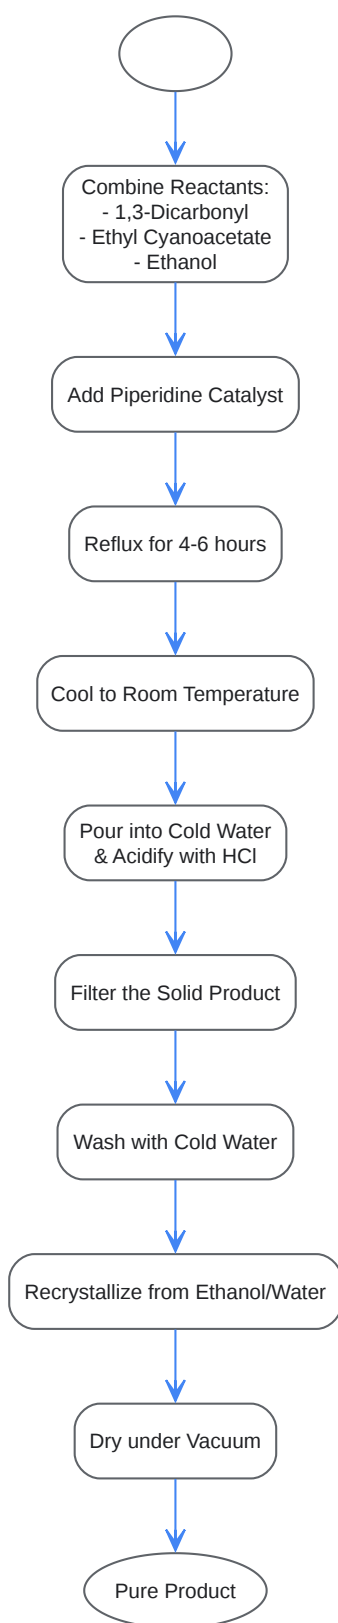 Combine Reactants:
- 1,3-Dicarbonyl
- Ethyl Cyanoacetate
- Ethanol
Add Piperidine Catalyst
Reflux for 4-6 hours
Cool to Room Temperature
Pour into Cold Water
& Acidify with HCl
Filter the Solid Product
Wash with Cold Water
Recrystallize from Ethanol/Water
Dry under Vacuum
Pure Product